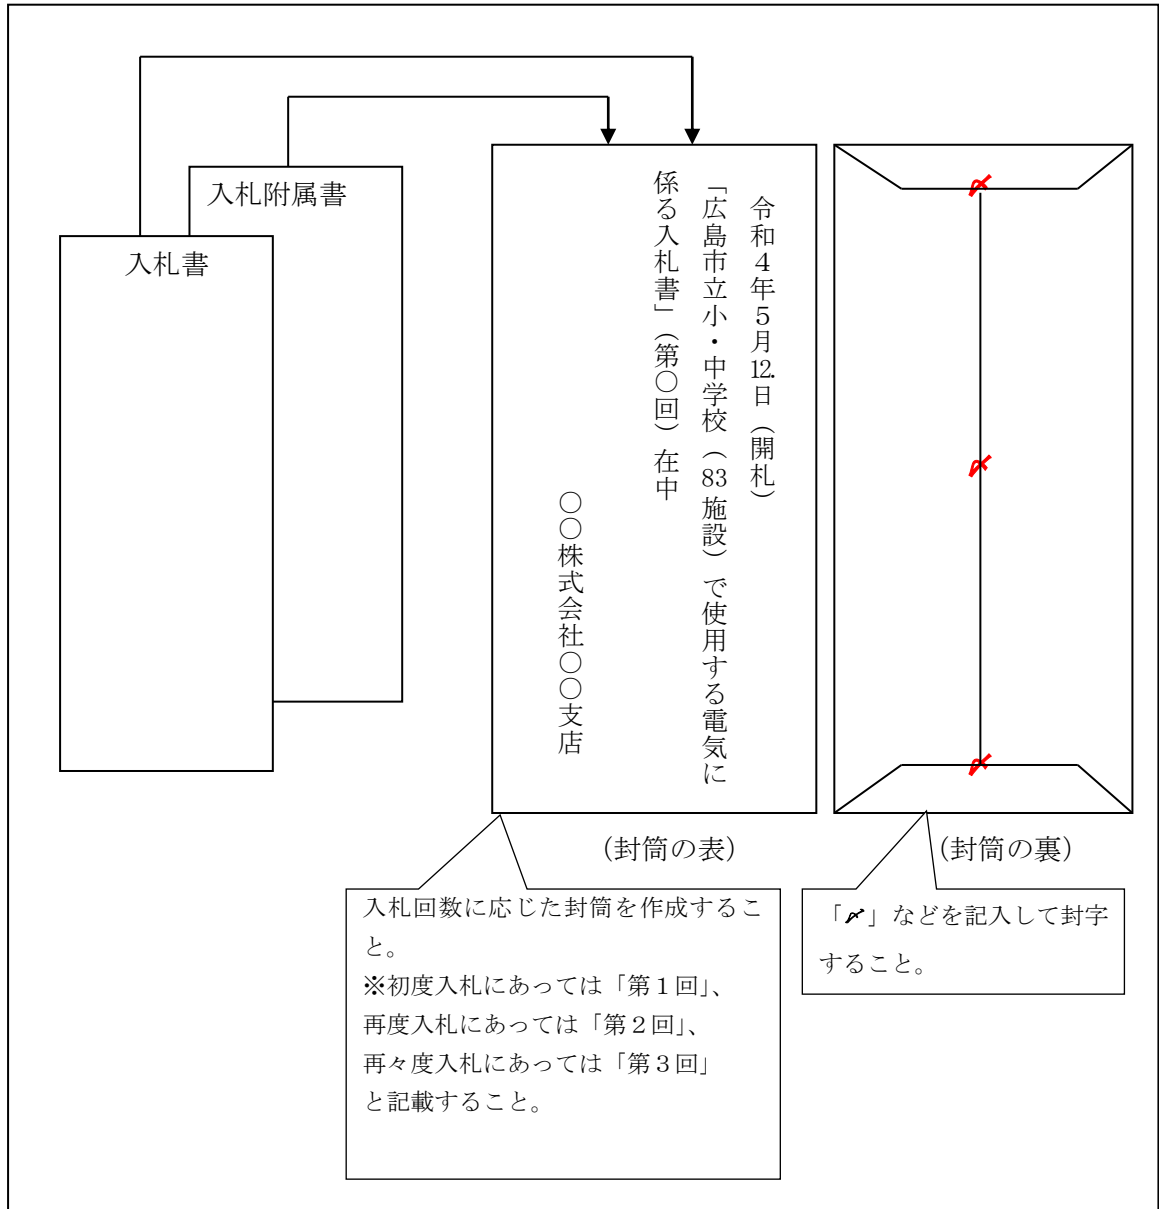 入札附属書
入札書
令和４年５月12.日（開札）
「広島市立小・中学校（83施設）で使用する電気に
係る入札書」（第〇回）在中
〇〇株式会社〇〇支店
〆
〆
〆
（封筒の表）
（封筒の裏）
入札回数に応じた封筒を作成するこ
と。
※初度入札にあっては「第１回」、
再度入札にあっては「第２回」、
再々度入札にあっては「第３回」
と記載すること。
「〆」などを記入して封字
すること。